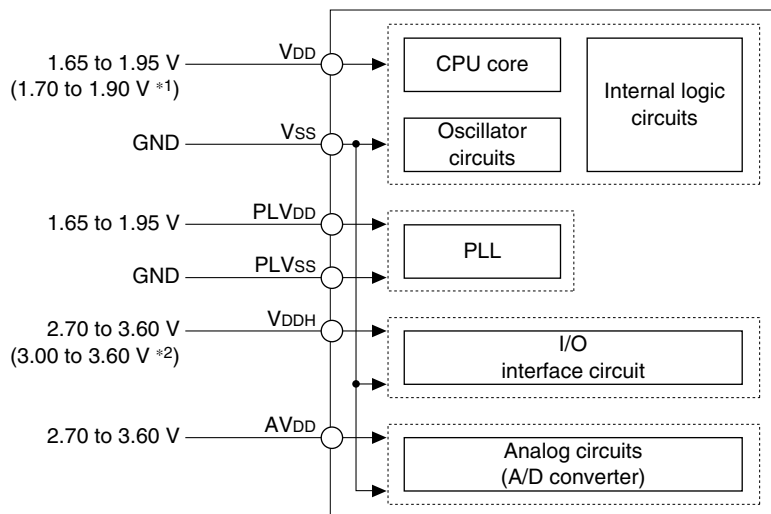 VDD
1.65 to 1.95 V
(1.70 to 1.90 V *1)
CPU core
Internal logic
circuits
VSS
GND
Oscillator
circuits
PLVDD
1.65 to 1.95 V
PLL
PLVSS
GND
VDDH
2.70 to 3.60 V
(3.00 to 3.60 V *2)
I/O
interface circuit
AVDD
2.70 to 3.60 V
Analog circuits
(A/D converter)